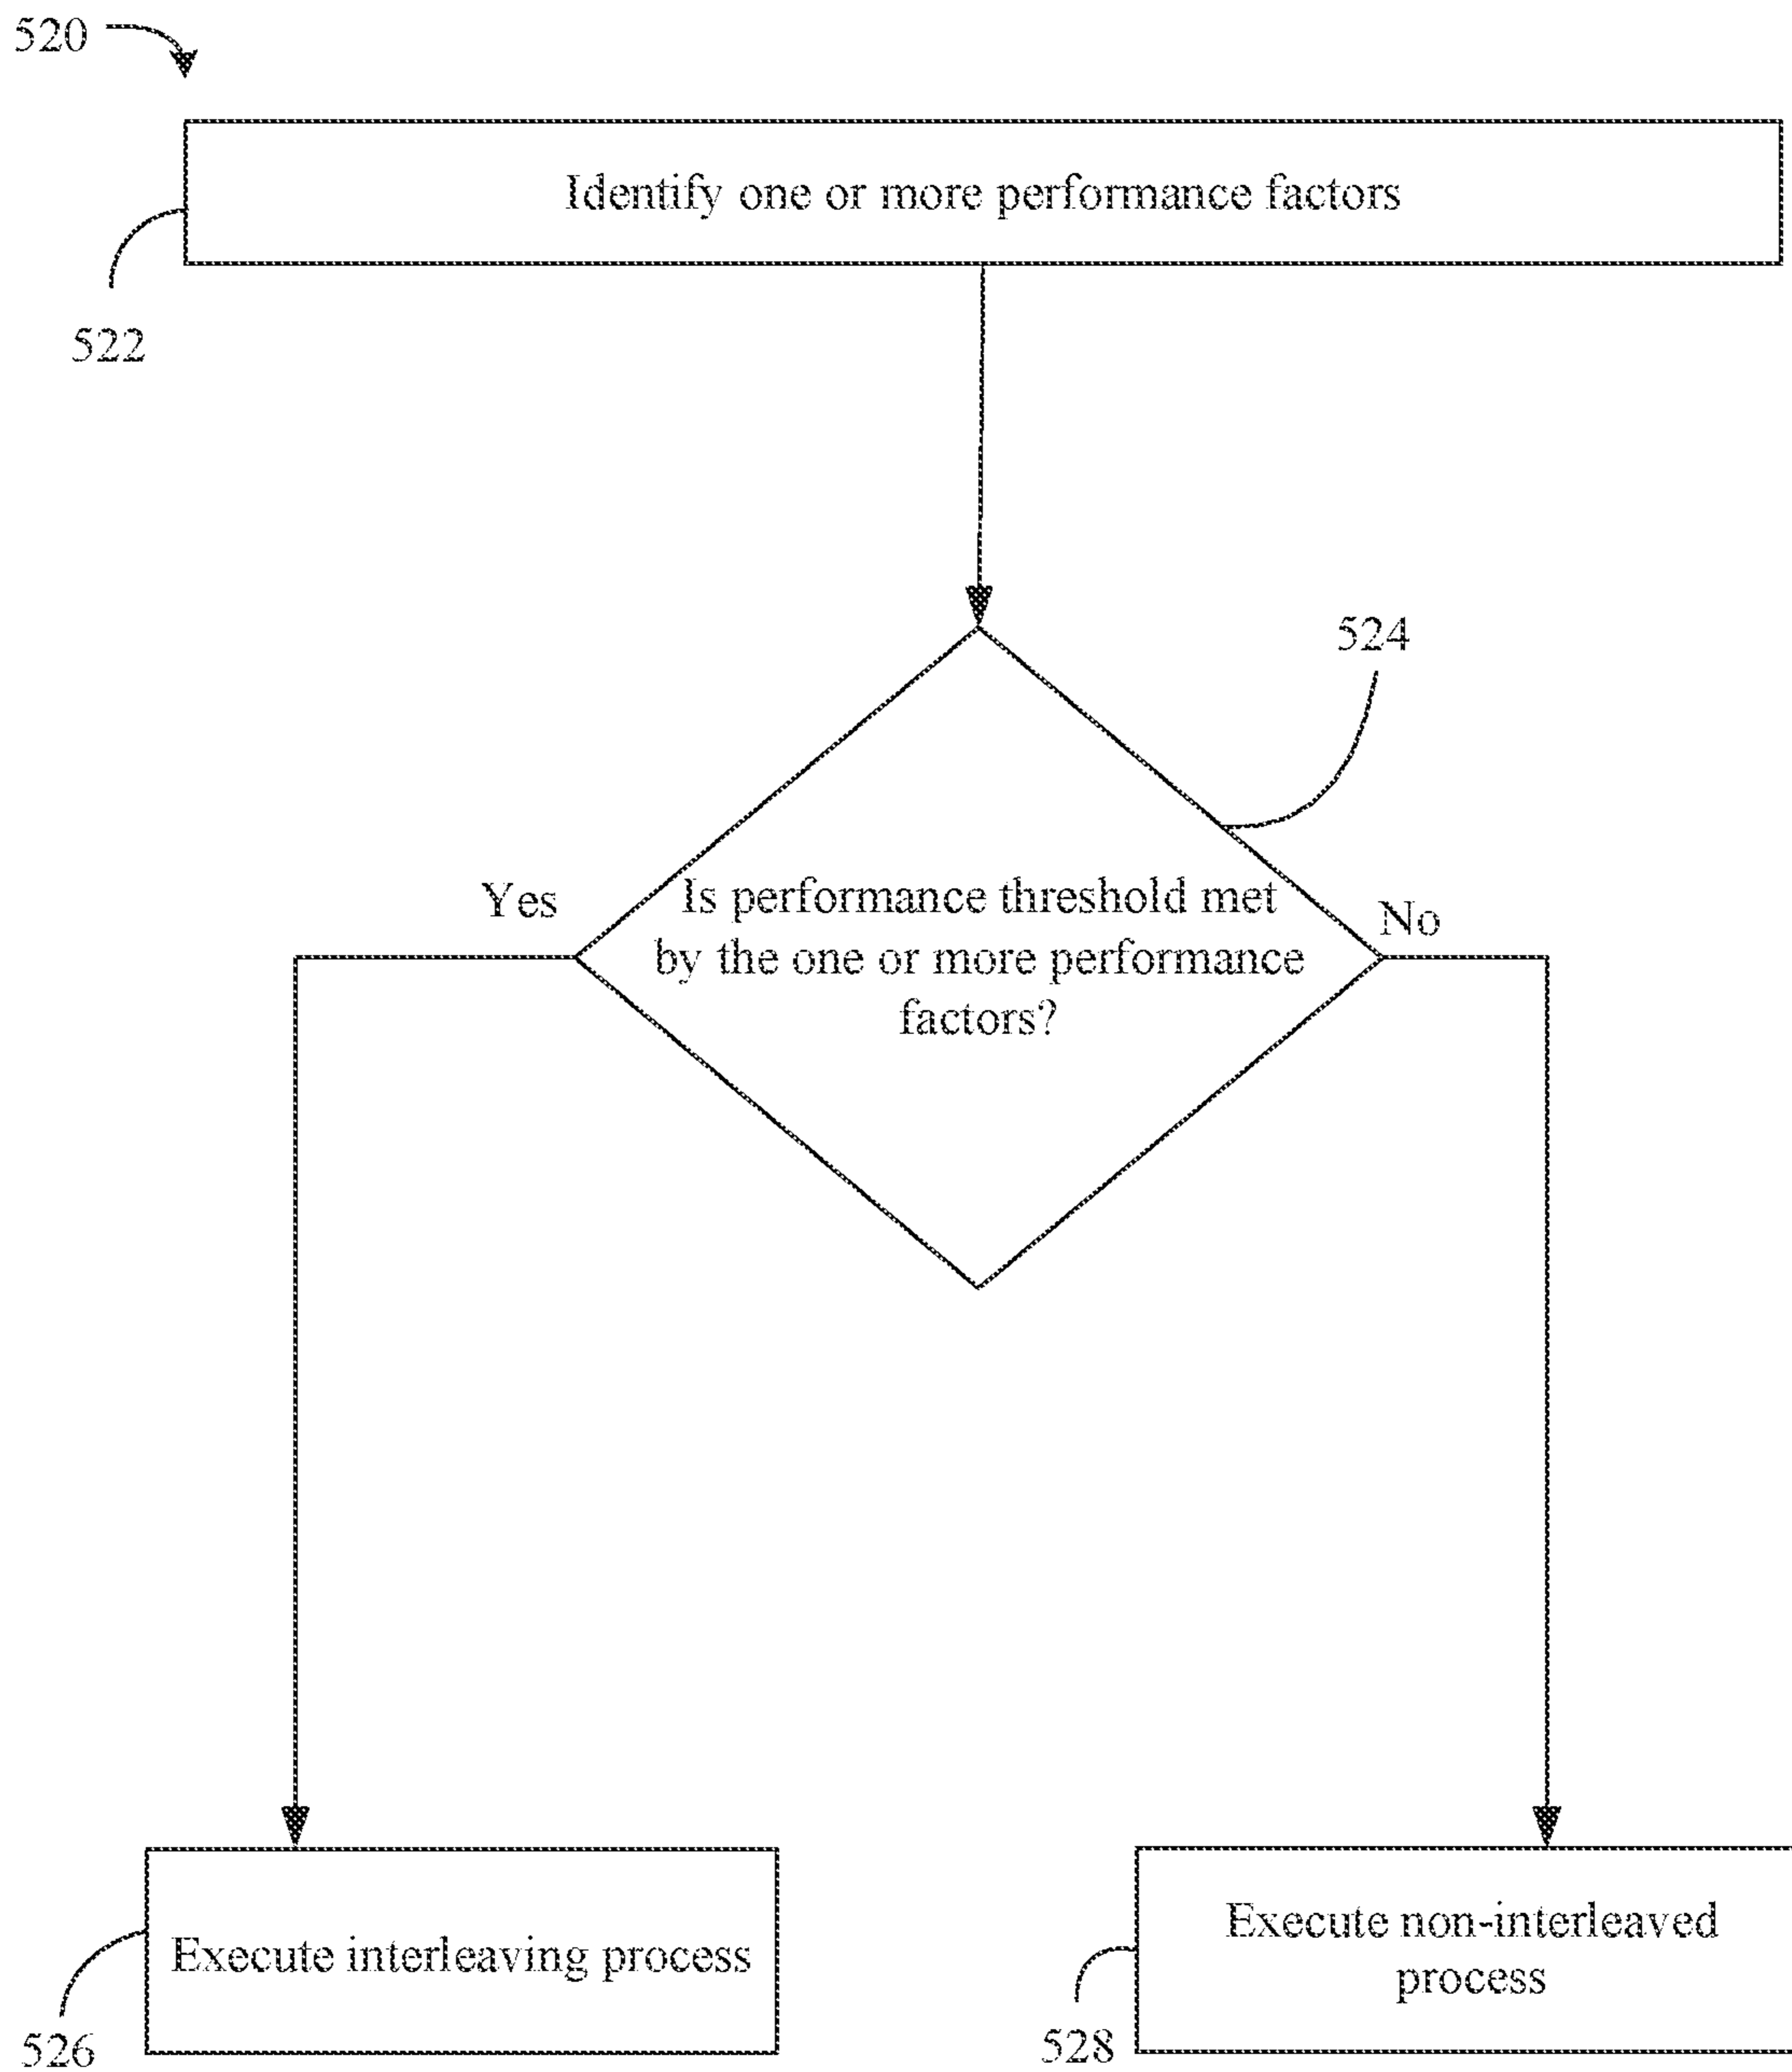 520
Identify one or more performance factors
522
524
Yes
Is performance threshold met
by the one or more performance
factors?
No
Execute interleaving process
526
Execute non-interleaved
process
528